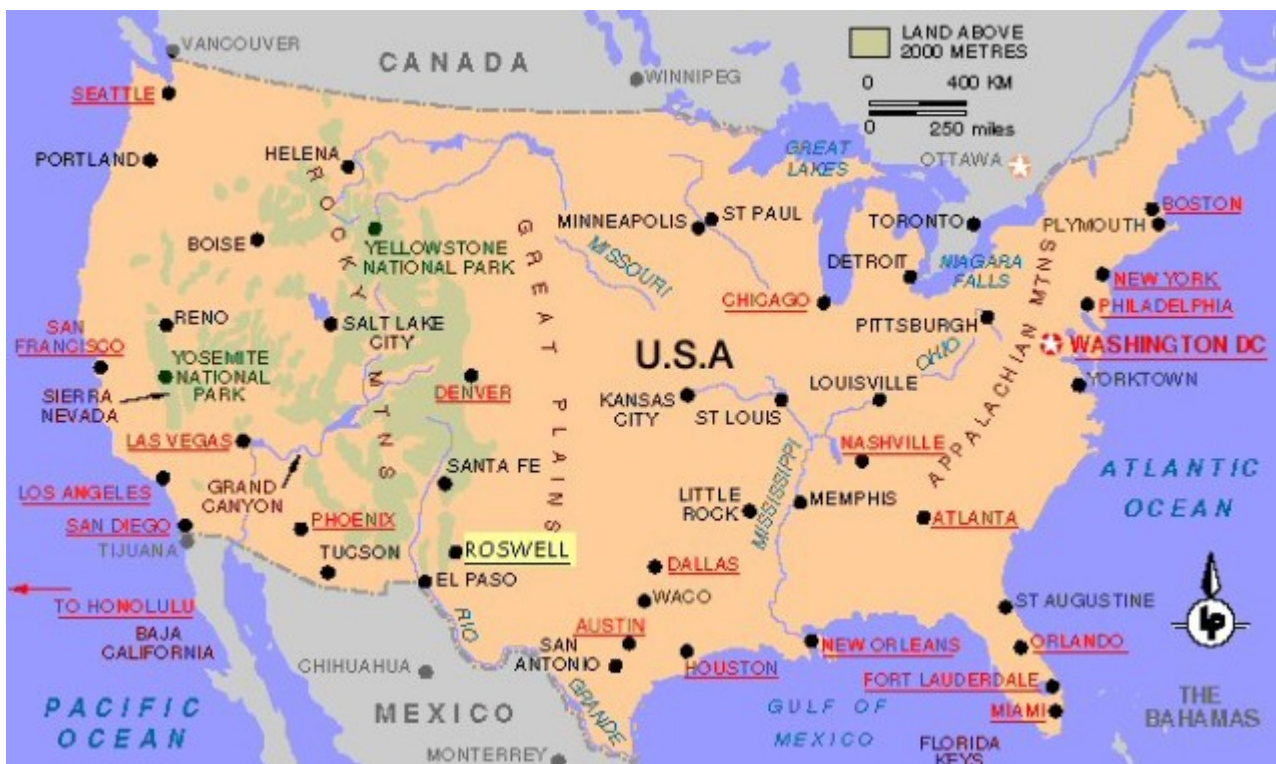 VANCOUVER
CANADA
WINNIPEG
LAND ABOVE
2000 METRES
0 400 KM
0 250 miles
SEATTLE
PORTLAND
HELENA
GREAT
LAKES
OTTAWA
BOISE
ROCKY MTNS
YELLOWSTONE
NATIONAL PARK
GREAT PLAINS
MINNEAPOLIS
ST PAUL
MISSOURI
TORONTO
BOSTON
PLYMOUTH
DETROIT
NIAGARA
FALLS
APPALACHIAN MTNS
NEW YORK
PHILADELPHIA
CHICAGO
PITTSBURGH
WASHINGTON DC
RENO
SALT LAKE
CITY
SAN
FRANCISCO
YOSEMITE
NATIONAL
PARK
SIERRA
NEVADA
DENVER
U.S.A
OHIO
KANSAS
CITY
ST LOUIS
LOUISVILLE
YORKTOWN
LAS VEGAS
GRAND
CANYON
SANTA FE
NASHVILLE
MISSISSIPPI
MEMPHIS
LITTLE
ROCK
ATLANTIC
OCEAN
LOS ANGELES
SAN DIEGO
TIJUANA
PHOENIX
TUCSON
ROSWELL
EL PASO
ATLANTA
DALLAS
WACO
TO HONOLULU
BAJA
CALIFORNIA
RIO
GRANDE
AUSTIN
SAN
ANTONIO
HOUSTON
NEW ORLEANS
ST AUGUSTINE
ORLANDO
LP
CHIHUAHUA
FORT LAUDERDALE
MIAMI
THE
BAHAMAS
PACIFIC
OCEAN
MEXICO
GULF OF
MEXICO
FLORIDA
KEYS
MONTERREY